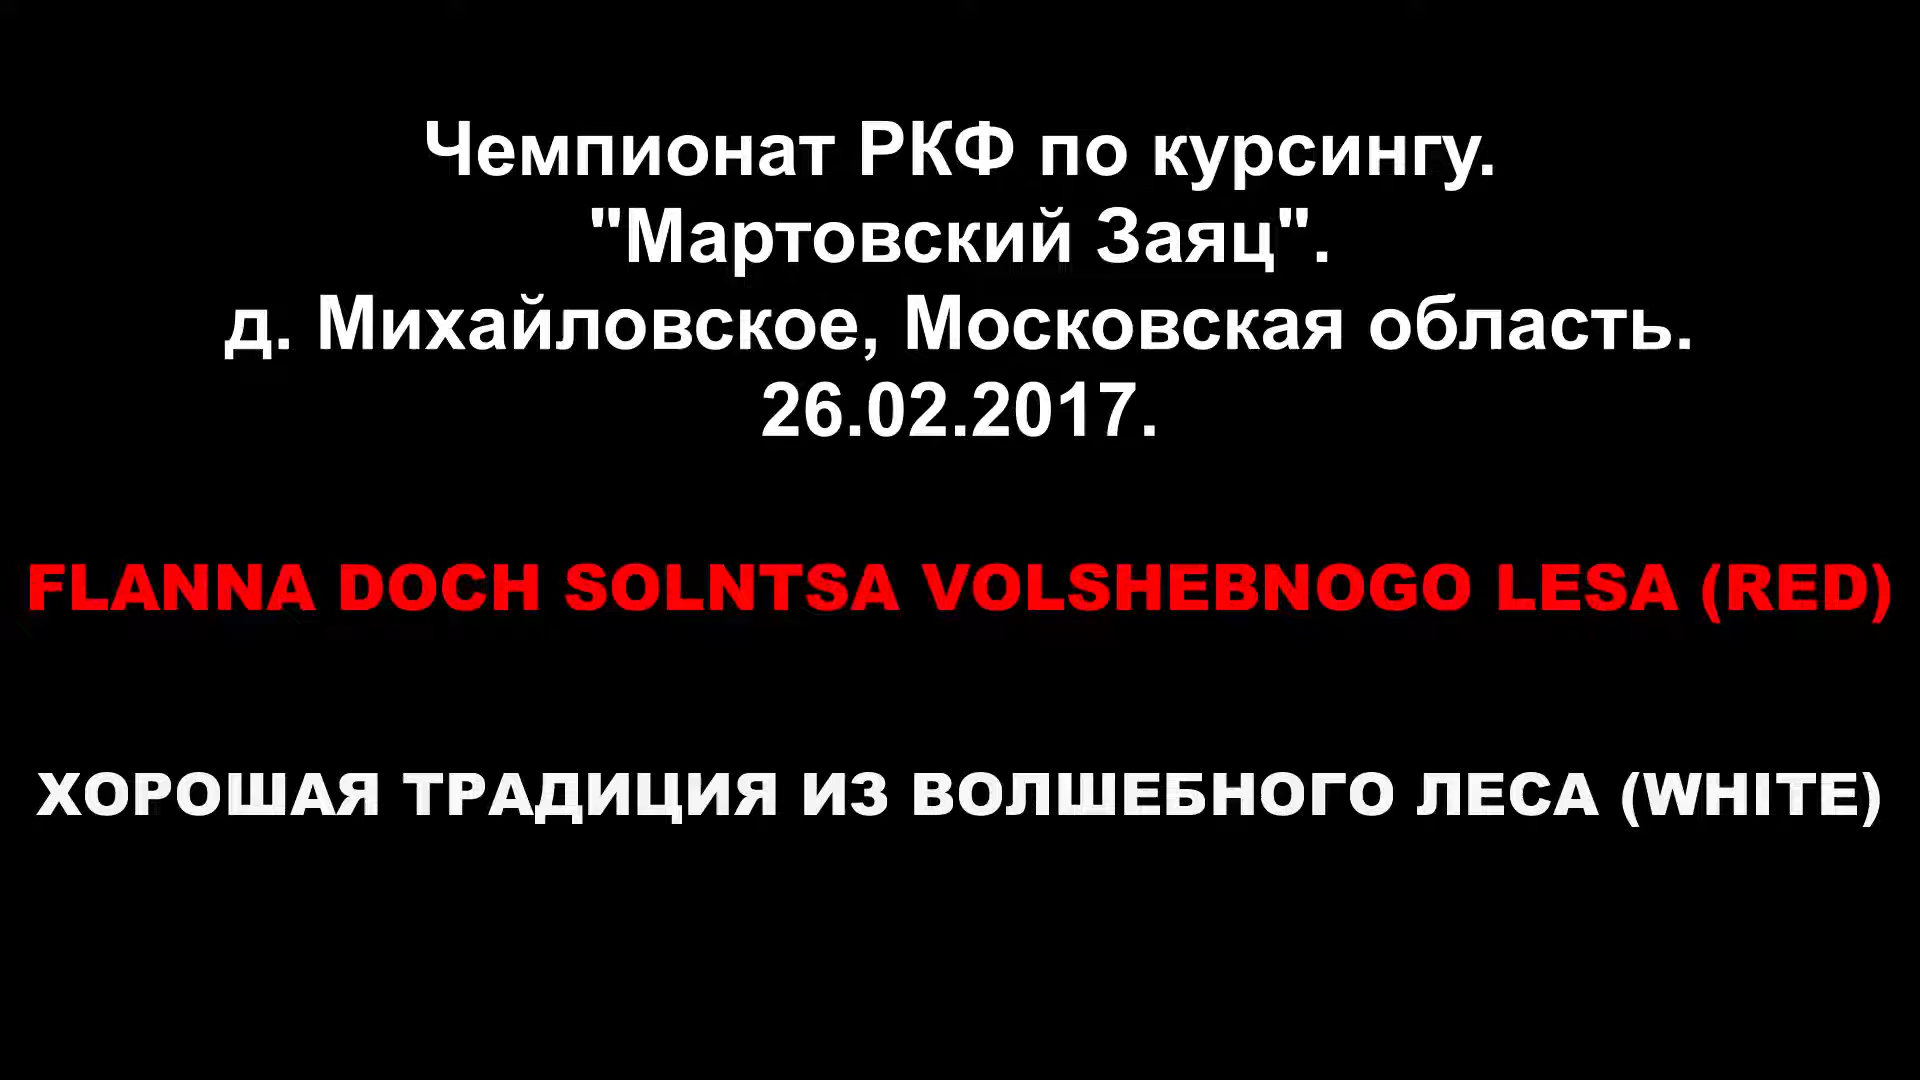 Чемпионат РКФ по курсингу.
"Мартовский Заяц".
д. Михайловское, Московская область.
26.02.2017.
FLANNA DOCH SOLNTSA VOLSHEBNOGO LESA (RED)
ХОРОШАЯ ТРАДИЦИЯ ИЗ ВОЛШЕБНОГО ЛЕСА (WHITE)